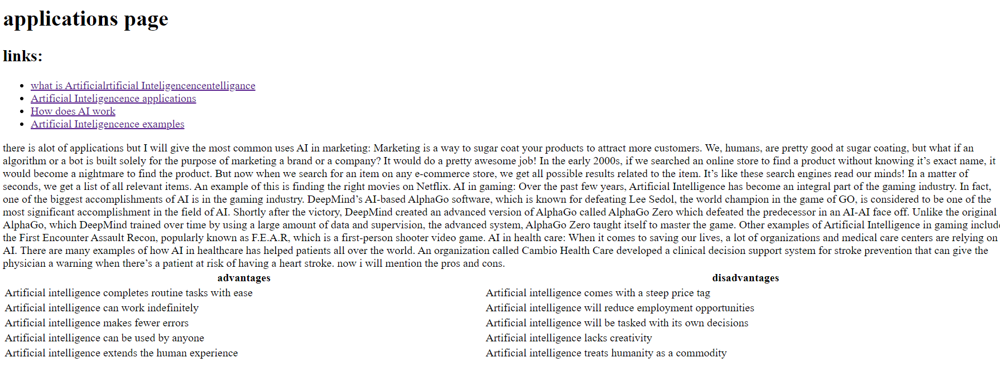 applications page
links:
what is Artificialrtificial Inteligencencentelligance
Artificial Inteligencence applications
How does AI work
Artificial Inteligencence examples
there is alot of applications but I will give the most common uses AI in marketing: Marketing is a way to sugar coat your products to attract more customers. We, humans, are pretty good at sugar coating, but what if an
algorithm or a bot is built solely for the purpose of marketing a brand or a company? It would do a pretty awesome job! In the early 2000s, if we searched an online store to find a product without knowing it’s exact name, it
would become a nightmare to find the product. But now when we search for an item on any e-commerce store, we get all possible results related to the item. It’s like these search engines read our minds! In a matter of
seconds, we get a list of all relevant items. An example of this is finding the right movies on Netflix. AI in gaming: Over the past few years, Artificial Intelligence has become an integral part of the gaming industry. In fact,
one of the biggest accomplishments of AI is in the gaming industry. DeepMind’s AI-based AlphaGo software, which is known for defeating Lee Sedol, the world champion in the game of GO, is considered to be one of the
most significant accomplishment in the field of AI. Shortly after the victory, DeepMind created an advanced version of AlphaGo called AlphaGo Zero which defeated the predecessor in an AI-AI face off. Unlike the original
AlphaGo, which DeepMind trained over time by using a large amount of data and supervision, the advanced system, AlphaGo Zero taught itself to master the game. Other examples of Artificial Intelligence in gaming include
the First Encounter Assault Recon, popularly known as F.E.A.R, which is a first-person shooter video game. AI in health care: When it comes to saving our lives, a lot of organizations and medical care centers are relying on
AI. There are many examples of how AI in healthcare has helped patients all over the world. An organization called Cambio Health Care developed a clinical decision support system for stroke prevention that can give the
physician a warning when there’s a patient at risk of having a heart stroke. now i will mention the pros and cons.
advantages disadvantages
Artificial intelligence completes routine tasks with ease Artificial intelligence comes with a steep price tag
Artificial intelligence can work indefinitely Artificial intelligence will reduce employment opportunities
Artificial intelligence makes fewer errors Artificial intelligence will be tasked with its own decisions
Artificial intelligence can be used by anyone Artificial intelligence lacks creativity
Artificial intelligence extends the human experience Artificial intelligence treats humanity as a commodity